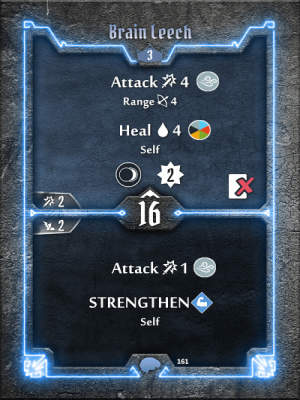 Brain Leech
3
Attack 4
Range 4
Heal 4
Self
2
2
16
2
Attack 1
STRENGTHEN
Self
161